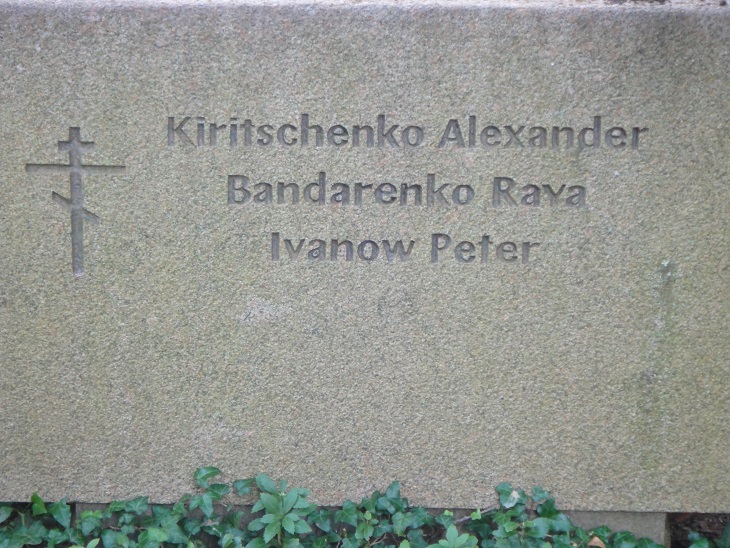 Kiritschenko Alexander
Bandarenko Raya
Ivanow Peter